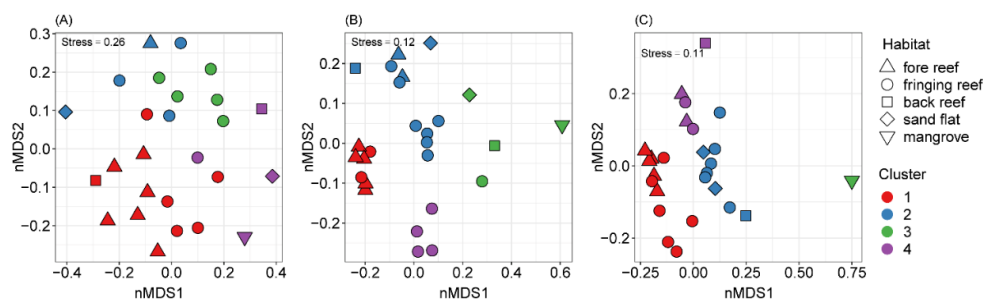 (A)
Stress = 0.26
nMDS2
0.3
0.2
0.1
0.0
−0.1
−0.2
−0.4
−0.2
0.0
0.2
0.4
nMDS1
(B)
Stress = 0.12
nMDS2
0.2
0.1
0.0
−0.1
0.2
−0.2
0.0
0.2
0.4
0.6
nMDS1
(C)
Stress = 0.11
nMDS2
0.2
0.0
−0.2
−0.25
0.00
0.25
0.50
0.75
nMDS1
Habitat
fore reef
fringing reef
back reef
sand flat
mangrove
Cluster
1
2
3
4